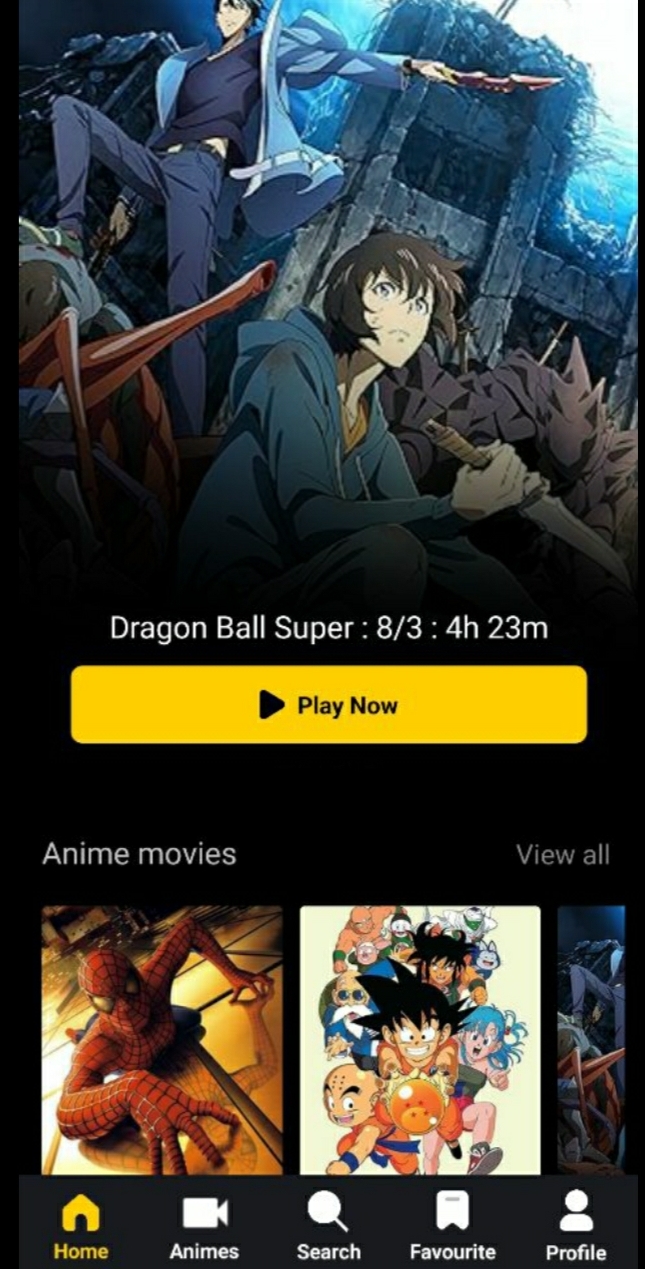 Dragon Ball Super : 8/3 : 4h 23m
Play Now
Anime movies
View all
Home
Animes
Search
Favourite
Profile